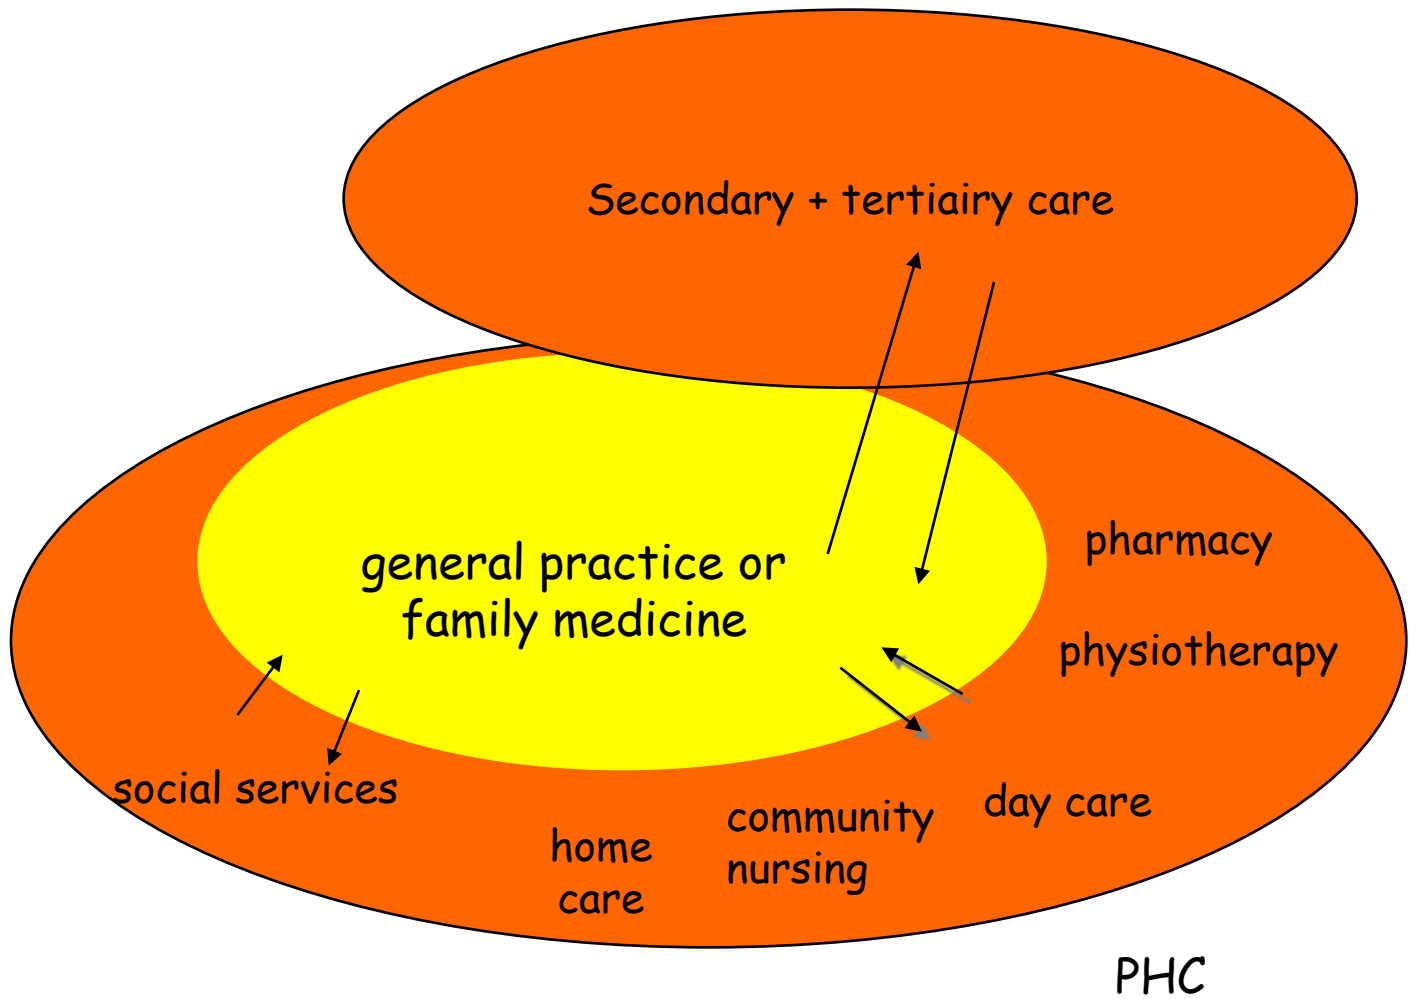 Secondary + tertiairy care
general practice or
family medicine
pharmacy
physiotherapy
social services
home
care
community
nursing
day care
PHC